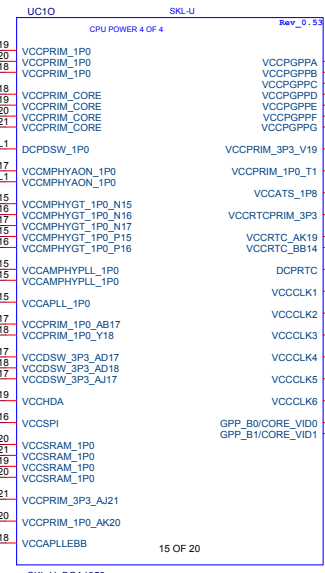 UC1O
SKL-U
Rev_0.53
CPU POWER 4 OF 4
VCCPRIM_1P0
VCCPRIM_1P0
VCCPRIM_1P0
VCCPRIM_CORE
VCCPRIM_CORE
VCCPRIM_CORE
VCCPRIM_CORE
DCPDSW_1P0
VCCMPHYAON_1P0
VCCMPHYAON_1P0
VCCMPHYGT_1P0_N15
VCCMPHYGT_1P0_N16
VCCMPHYGT_1P0_N17
VCCMPHYGT_1P0_P15
VCCMPHYGT_1P0_P16
VCCAMPHYPLL_1P0
VCCAMPHYPLL_1P0
VCCAPLL_1P0
VCCPRIM_1P0_AB17
VCCPRIM_1P0_Y18
VCCDSW_3P3_AD17
VCCDSW_3P3_AD18
VCCDSW_3P3_AJ17
VCCHDA
VCCSPI
VCCSRAM_1P0
VCCSRAM_1P0
VCCSRAM_1P0
VCCSRAM_1P0
VCCPRIM_3P3_AJ21
VCCPRIM_1P0_AK20
VCCAPLLEBB
VCCPGPPA
VCCPGPPB
VCCPGPPC
VCCPGPPD
VCCPGPPE
VCCPGPPF
VCCPGPPG
VCCPRIM_3P3_V19
VCCPRIM_1P0_T1
VCCATS_1P8
VCCRTCPRIM_3P3
VCCRTC_AK19
VCCRTC_BB14
DCPRTC
VCCCLK1
VCCCLK2
VCCCLK3
VCCCLK4
VCCCLK5
VCCCLK6
GPP_B0/CORE_VID0
GPP_B1/CORE_VID1
15 OF 20